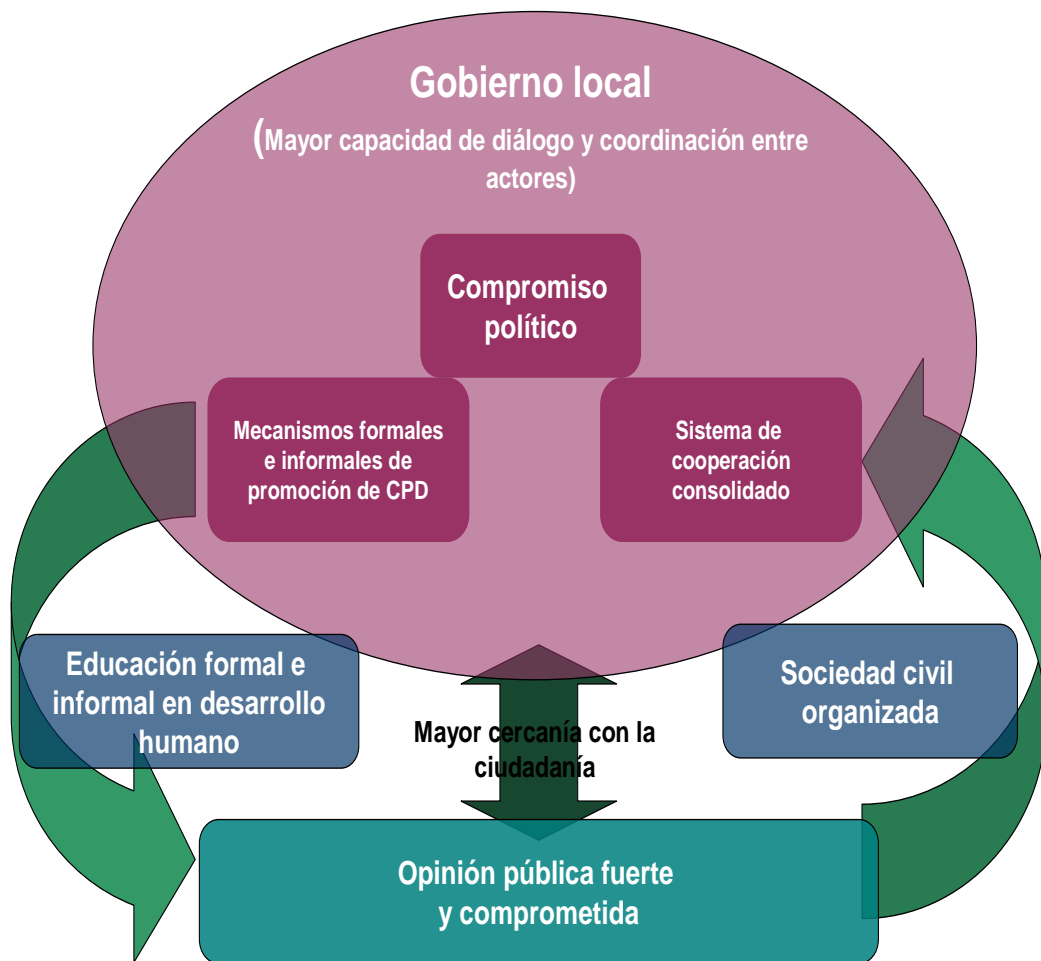 Gobierno local
(Mayor capacidad de diálogo y coordinación entre
actores)
Compromiso
político
Mecanismos formales
e informales de
promoción de CPD
Sistema de
cooperación
consolidado
Educación formal e
informal en desarrollo
humano
Sociedad civil
organizada
Mayor cercanía con la
ciudadanía
Opinión pública fuerte
y comprometida